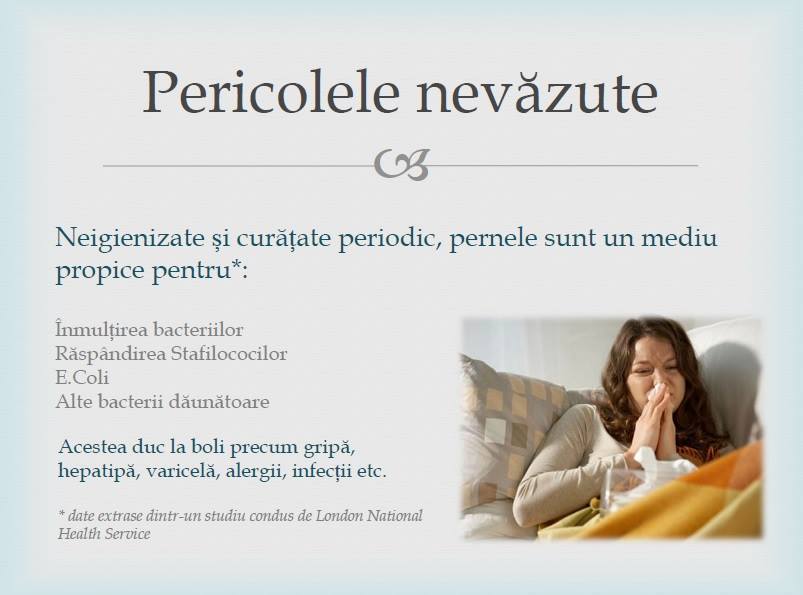 Pericolele nevăzute
Neigienizate și curățate periodic, pernele sunt un mediu
propice pentru*:
Înmulțirea bacteriilor
Răspândirea Stafilococilor
E.Coli
Alte bacterii dăunătoare
Acestea duc la boli precum gripă,
hepatipă, varicelă, alergii, infecții etc.
* date extrase dintr-un studiu condus de London National
Health Service